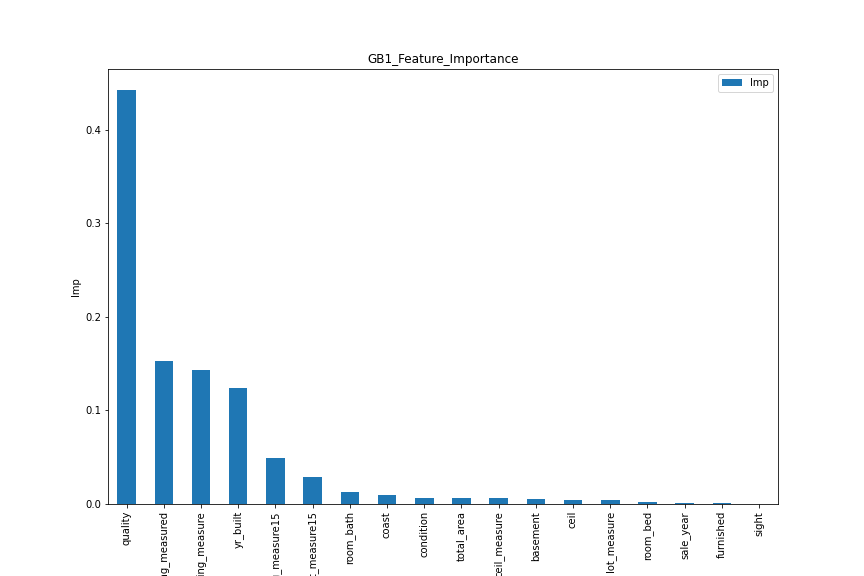 GB1_Feature_Importance
Imp
0.4
0.3
0.2
0.1
0.0
Imp
quality
ng_measured
ing_measure
yr_built
g_measure15
t_measure15
room_bath
coast
condition
total_area
ceil_measure
basement
ceil
lot_measure
room_bed
sale_year
furnished
sight